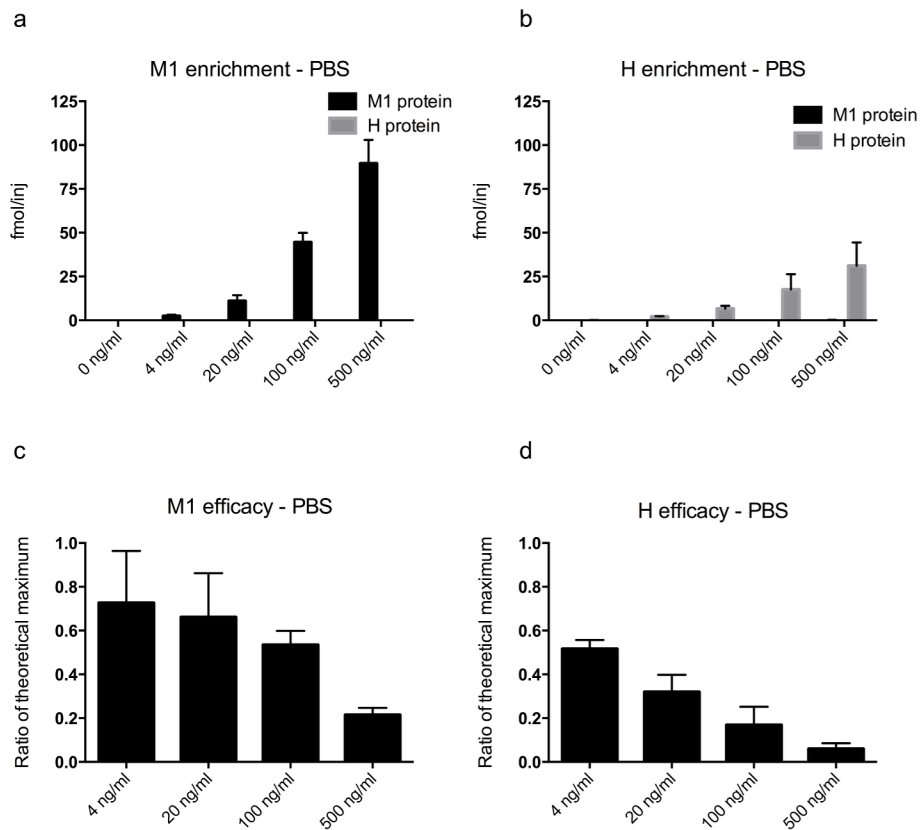 a
M1 enrichment - PBS
125
100
75
50
25
0
fmol/inj
M1 protein
H protein
0 ng/ml
4 ng/ml
20 ng/ml
100 ng/ml
500 ng/ml
b
H enrichment - PBS
125
100
75
50
25
0
fmol/inj
M1 protein
H protein
0 ng/ml
4 ng/ml
20 ng/ml
100 ng/ml
500 ng/ml
c
M1 efficacy - PBS
1.0
0.8
0.6
0.4
0.2
0.0
Ratio of theoretical maximum
4 ng/ml
20 ng/ml
100 ng/ml
500 ng/ml
d
H efficacy - PBS
1.0
0.8
0.6
0.4
0.2
0.0
Ratio of theoretical maximum
4 ng/ml
20 ng/ml
100 ng/ml
500 ng/ml